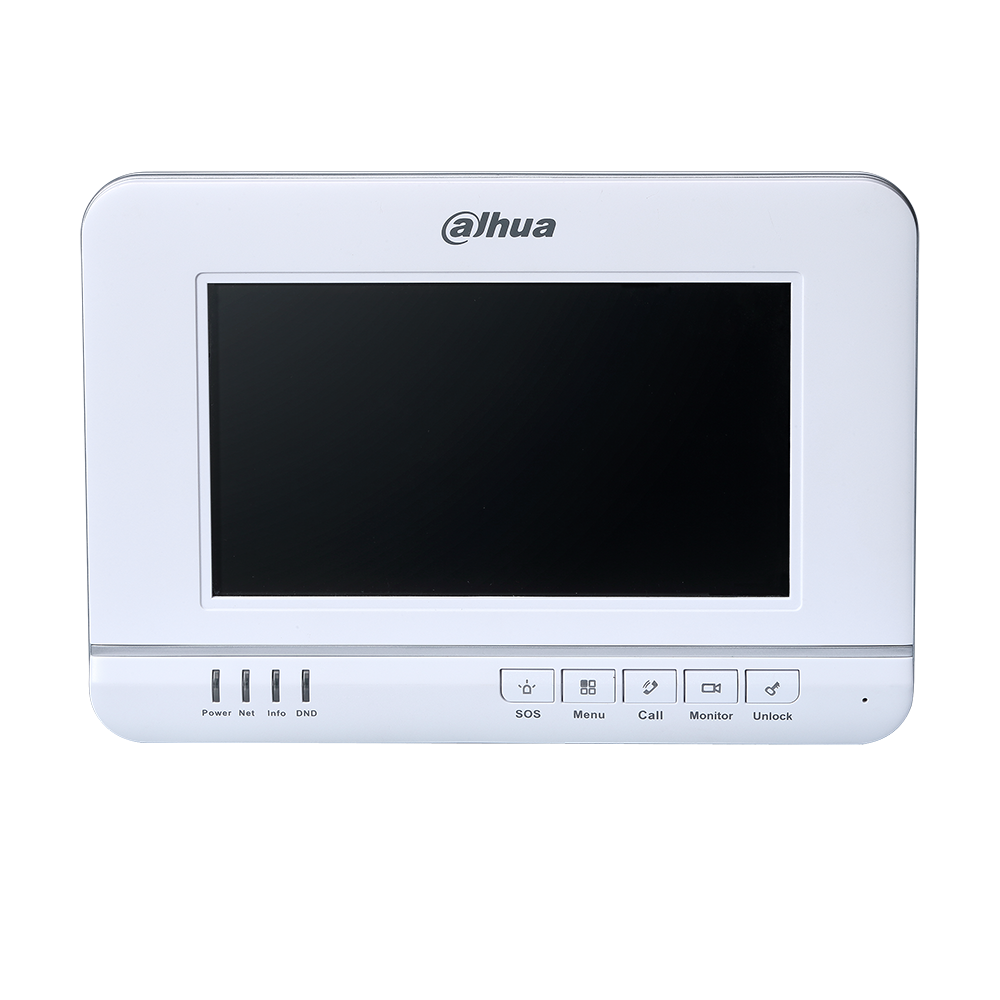 alhua
Power Net Info DND
SOS Menu Call Monitor Unlock